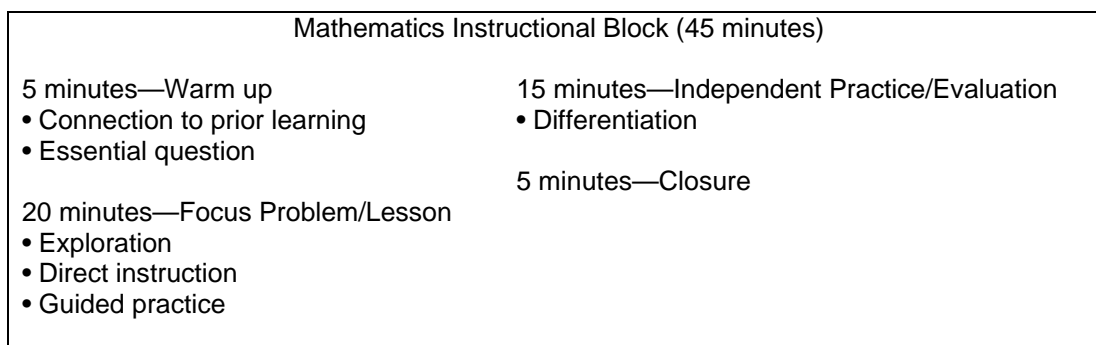 Mathematics Instructional Block (45 minutes)
5 minutes—Warm up
• Connection to prior learning
• Essential question
20 minutes—Focus Problem/Lesson
• Exploration
• Direct instruction
• Guided practice
15 minutes—Independent Practice/Evaluation
• Differentiation
5 minutes—Closure